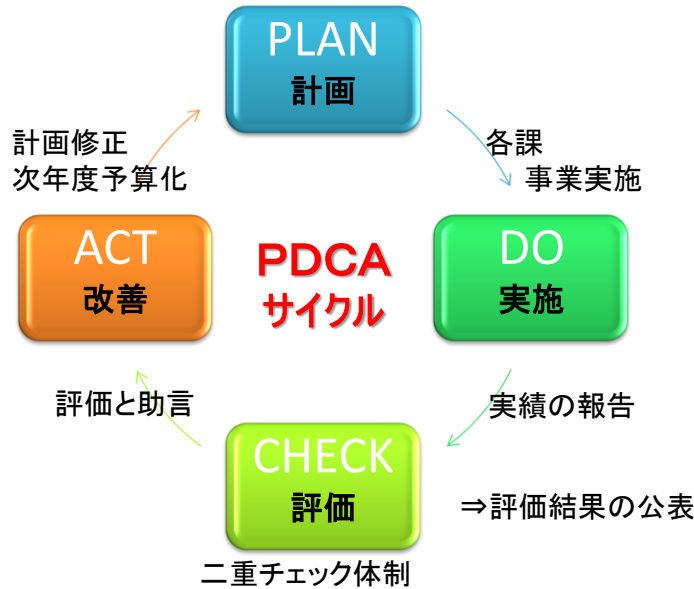 PLAN
計画
計画修正
次年度予算化
各課
事業実施
ACT
改善
PDCA
サイクル
DO
実施
評価と助言
実績の報告
CHECK
評価
⇒評価結果の公表
二重チェック体制